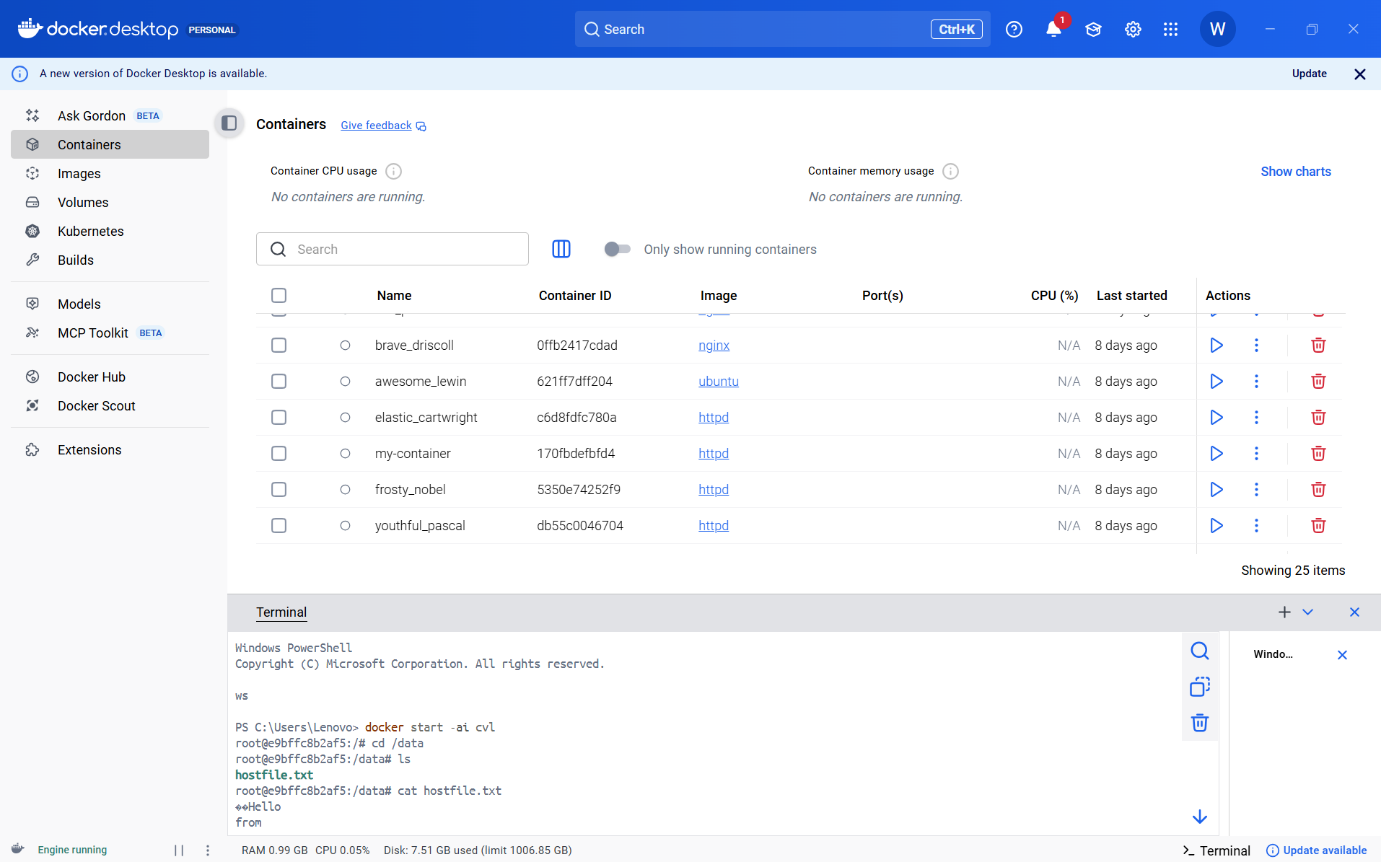 docker.desktop PERSONAL
Search
Ctrl+K
1
W
A new version of Docker Desktop is available.
Update
Ask Gordon BETA
Containers
Images
Volumes
Kubernetes
Builds
Models
MCP Toolkit BETA
Docker Hub
Docker Scout
Extensions
Containers
Give feedback
Container CPU usage
No containers are running.
Container memory usage
No containers are running.
Show charts
Search
Only show running containers
Name Container ID Image Port(s) CPU (%) Last started Actions
brave_driscoll 0ffb2417cdad nginx N/A 8 days ago
awesome_lewin 621ff7dff204 ubuntu N/A 8 days ago
elastic_cartwright c6d8fdfc780a httpd N/A 8 days ago
my-container 170fbdefbfd4 httpd N/A 8 days ago
frosty_nobel 5350e74252f9 httpd N/A 8 days ago
youthful_pascal db55c0046704 httpd N/A 8 days ago
Showing 25 items
Terminal
Windows PowerShell
Copyright (C) Microsoft Corporation. All rights reserved.
ws
PS C:\Users\Lenovo> docker start -ai cvl
root@e9bffc8b2af5:/# cd /data
root@e9bffc8b2af5:/data# ls
hostfile.txt
root@e9bffc8b2af5:/data# cat hostfile.txt
��Hello
from
Windo...
Engine running
RAM 0.99 GB CPU 0.05% Disk: 7.51 GB used (limit 1006.85 GB)
Terminal
Update available